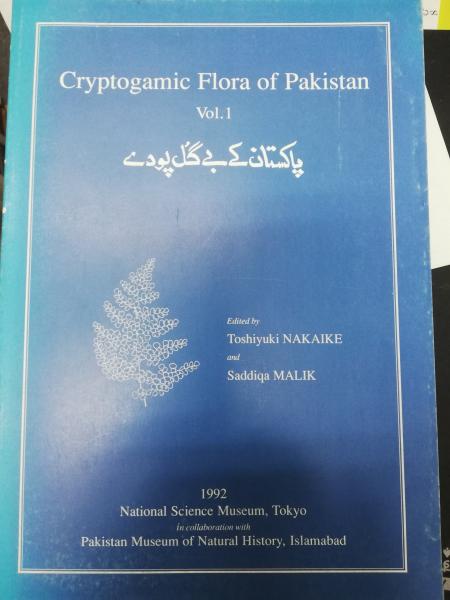 Cryptogamic Flora of Pakistan
Vol.1
پاکستان کے بے گُل پودے
Edited by
Toshiyuki NAKAIKE
and
Saddiqa MALIK
1992
National Science Museum, Tokyo
in collaboration with
Pakistan Museum of Natural History, Islamabad